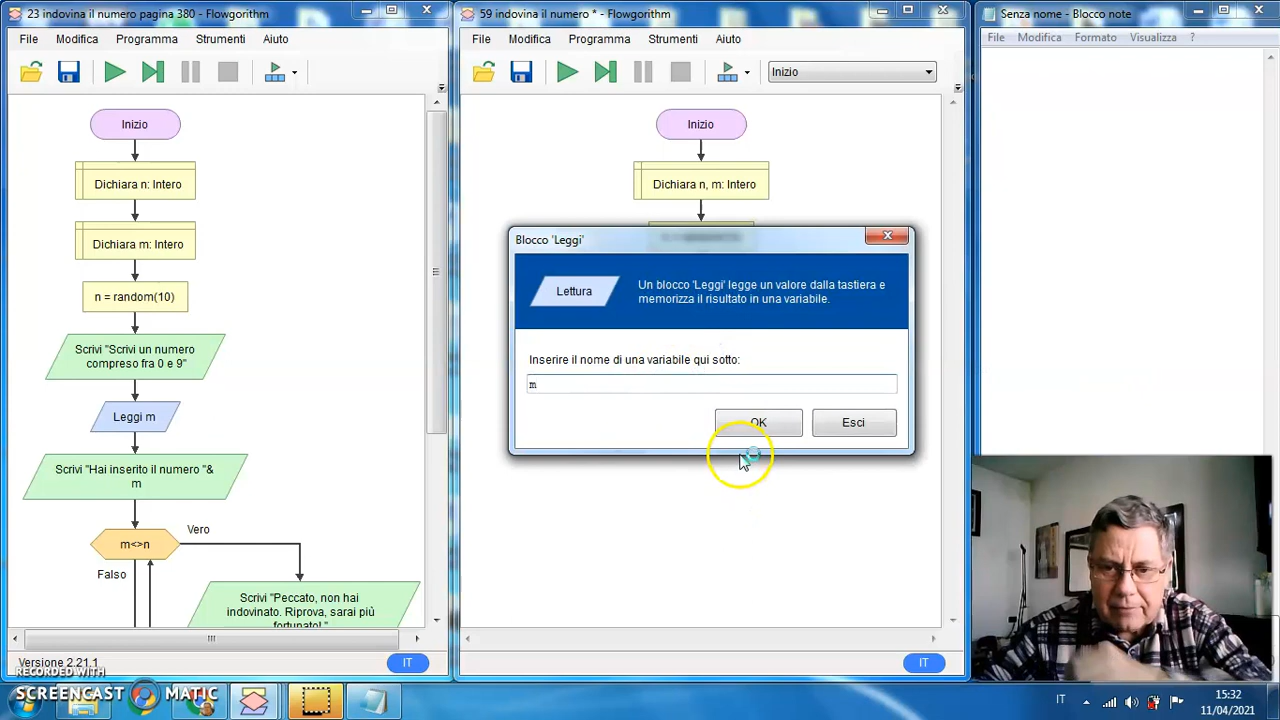 23 indovina il numero pagina 380 - Flowgorithm
File Modifica Programma Strumenti Aiuto
Inizio
Dichiara n: Intero
Dichiara m: Intero
n = random(10)
Scrivi "Scrivi un numero
compreso fra 0 e 9"
Leggi m
Scrivi "Hai inserito il numero "&
m
m<>n
Vero
Falso
Scrivi "Peccato, non hai
indovinato. Riprova, sarai più
fortunato! "
Versione 2.21.1
IT
59 indovina il numero * - Flowgorithm
File Modifica Programma Strumenti Aiuto
Inizio
Inizio
Dichiara n, m: Intero
Blocco 'Leggi'
Lettura
Un blocco 'Leggi' legge un valore dalla tastiera e
memorizza il risultato in una variabile.
Inserire il nome di una variabile qui sotto:
m
OK Esci
IT
Senza nome - Blocco note
File Modifica Formato Visualizza ?
RECORDED WITH
SCREENCAST MATIC
IT
15:32
11/04/2021